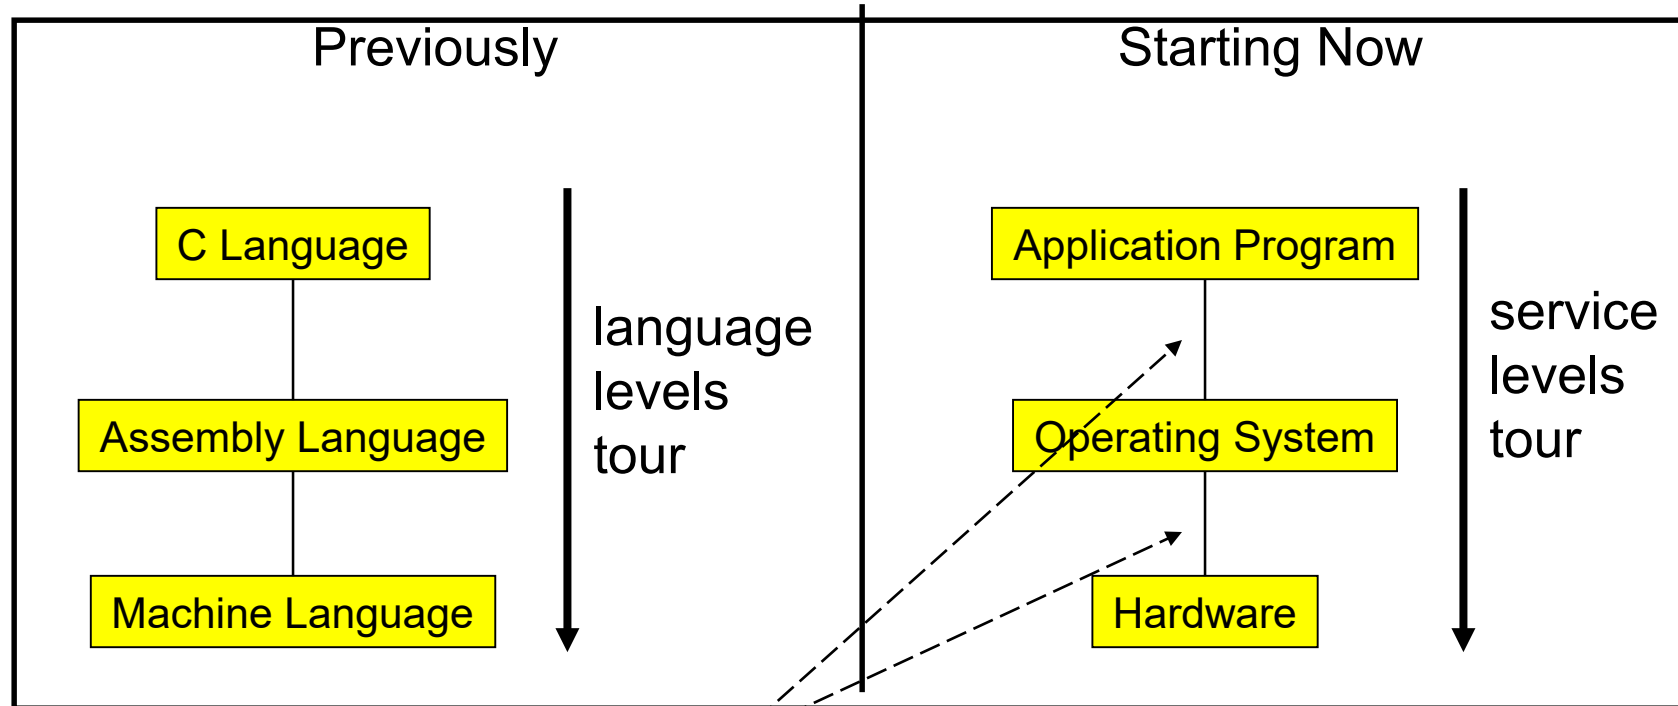 Previously
C Language
Assembly Language
Machine Language
language
levels
tour
Starting Now
Application Program
Operating System
Hardware
service
levels
tour